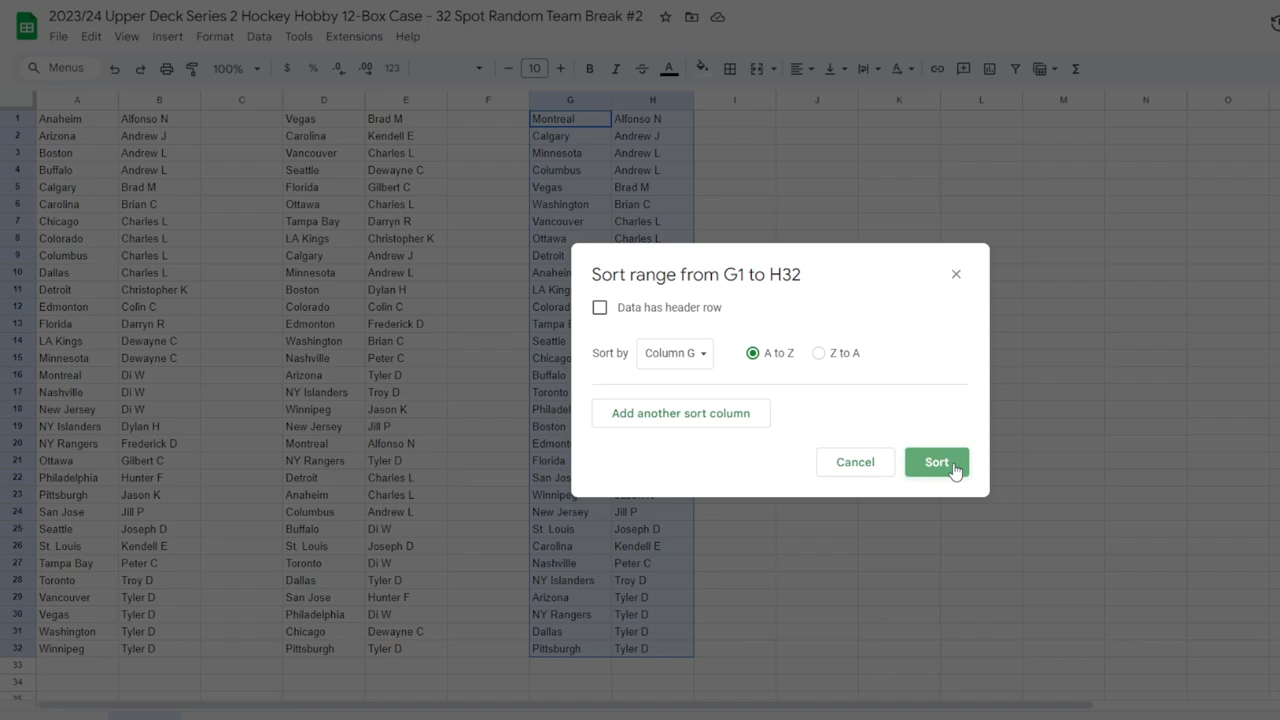 2023/24 Upper Deck Series 2 Hockey Hobby 12-Box Case - 32 Spot Random Team Break #2
File Edit View Insert Format Data Tools Extensions Help
Menus 100% $ % .0 .00 123 10 B I S A Σ
A B C D E F G H I J K L M N O
1 Anaheim Alfonso N Vegas Brad M Montreal Alfonso N
2 Arizona Andrew J Carolina Kendell E Calgary Andrew J
3 Boston Andrew L Vancouver Charles L Minnesota Andrew L
4 Buffalo Andrew L Seattle Dewayne C Columbus Andrew L
5 Calgary Brad M Florida Gilbert C Vegas Brad M
6 Carolina Brian C Ottawa Charles L Washington Brian C
7 Chicago Charles L Tampa Bay Darryn R Vancouver Charles L
8 Colorado Charles L LA Kings Christopher K Ottawa Charles L
9 Columbus Charles L Calgary Andrew J Detroit
10 Dallas Charles L Minnesota Andrew L Anaheim
11 Detroit Christopher K Boston Dylan H LA King
12 Edmonton Colin C Colorado Colin C Colorad
13 Florida Darryn R Edmonton Frederick D Tampa B
14 LA Kings Dewayne C Washington Brian C Seattle
15 Minnesota Dewayne C Nashville Peter C Chicago
16 Montreal Di W Arizona Tyler D Buffalo
17 Nashville Di W NY Islanders Troy D Toronto
18 New Jersey Di W Winnipeg Jason K Philadel
19 NY Islanders Dylan H New Jersey Jill P Boston
20 NY Rangers Frederick D Montreal Alfonso N Edmont
21 Ottawa Gilbert C NY Rangers Tyler D Florida
22 Philadelphia Hunter F Detroit Charles L San Jos
23 Pittsburgh Jason K Anaheim Charles L Winnipeg Jason K
24 San Jose Jill P Columbus Andrew L New Jersey Jill P
25 Seattle Joseph D Buffalo Di W St. Louis Joseph D
26 St. Louis Kendell E St. Louis Joseph D Carolina Kendell E
27 Tampa Bay Peter C Toronto Di W Nashville Peter C
28 Toronto Troy D Dallas Tyler D NY Islanders Troy D
29 Vancouver Tyler D San Jose Hunter F Arizona Tyler D
30 Vegas Tyler D Philadelphia Di W NY Rangers Tyler D
31 Washington Tyler D Chicago Dewayne C Dallas Tyler D
32 Winnipeg Tyler D Pittsburgh Tyler D Pittsburgh Tyler D
33
34
35
Sort range from G1 to H32
Data has header row
Sort by Column G A to Z Z to A
Add another sort column
Cancel Sort